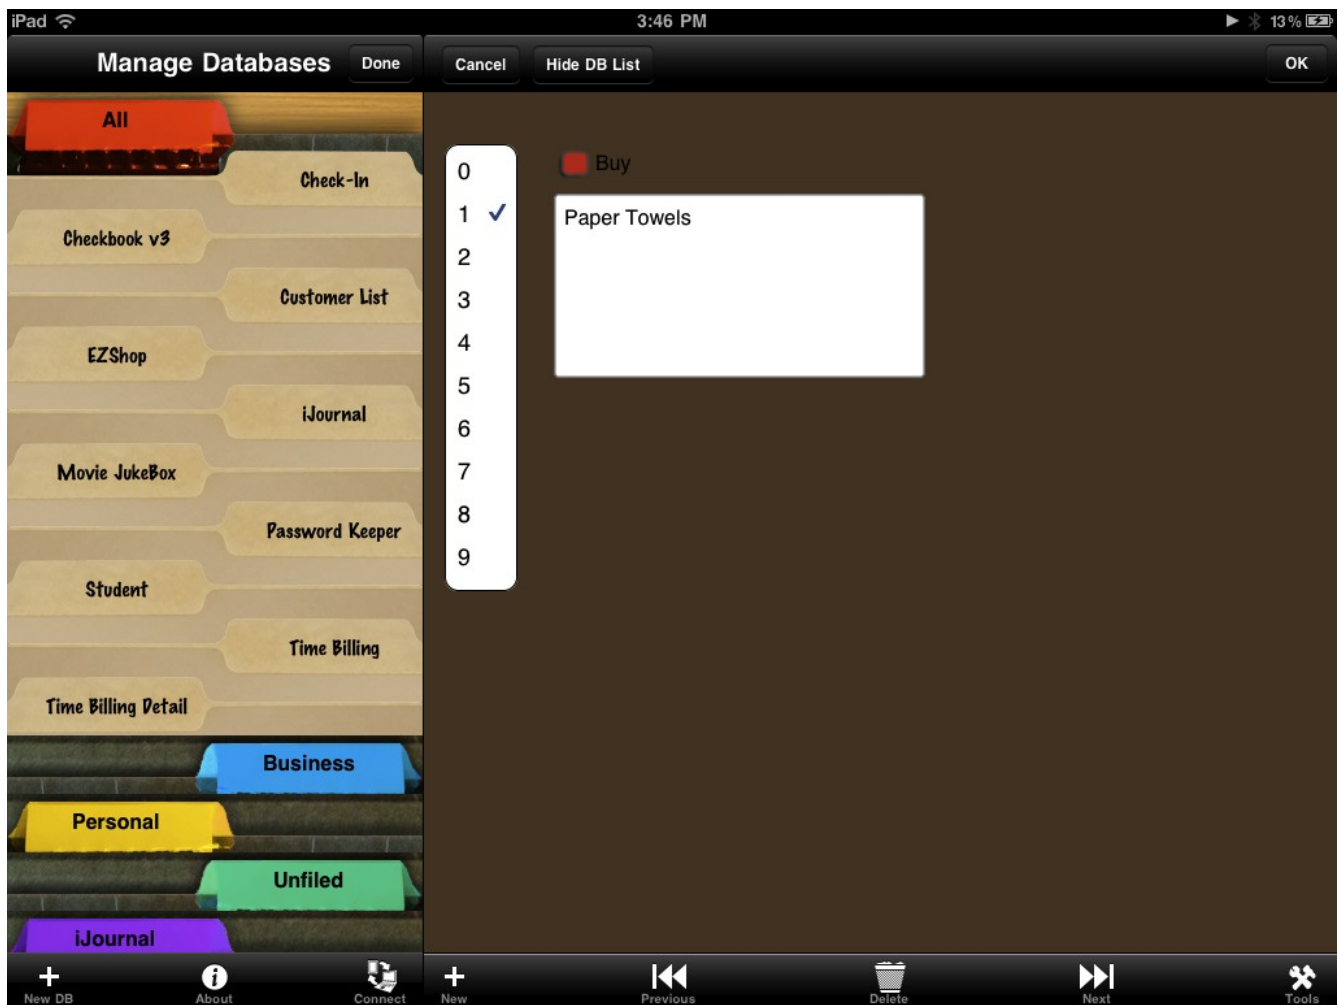 iPad 3:46 PM 13%
Manage Databases Done
Cancel Hide DB List OK
All
Check-In
Checkbook v3
Customer List
EZShop
iJournal
Movie JukeBox
Password Keeper
Student
Time Billing
Time Billing Detail
Business
Personal
Unfiled
iJournal
New DB About Connect
0
1
2
3
4
5
6
7
8
9
Buy
Paper Towels
New Previous Delete Next Tools